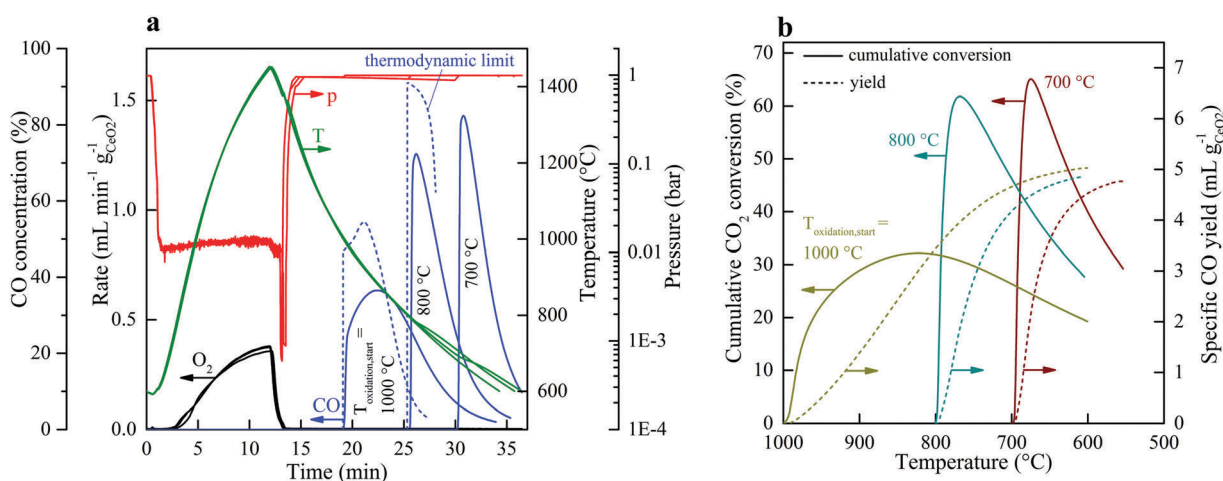 a
CO concentration (%)
100
80
60
40
20
0
Rate (mL min⁻¹ g⁻¹CeO2)
1.5
1.0
0.5
0.0
thermodynamic limit
p
T
O2
CO
Toxidation,start =
1000 °C
800 °C
700 °C
0 5 10 15 20 25 30 35
Time (min)
1400
1200
1000
800
600
Temperature (°C)
1
0.1
0.01
1E-3
1E-4
Pressure (bar)
b
Cumulative CO2 conversion (%)
70
60
50
40
30
20
10
0
cumulative conversion
yield
700 °C
800 °C
Toxidation,start =
1000 °C
1000 900 800 700 600 500
Temperature (°C)
7
6
5
4
3
2
1
0
Specific CO yield (mL g⁻¹CeO2)